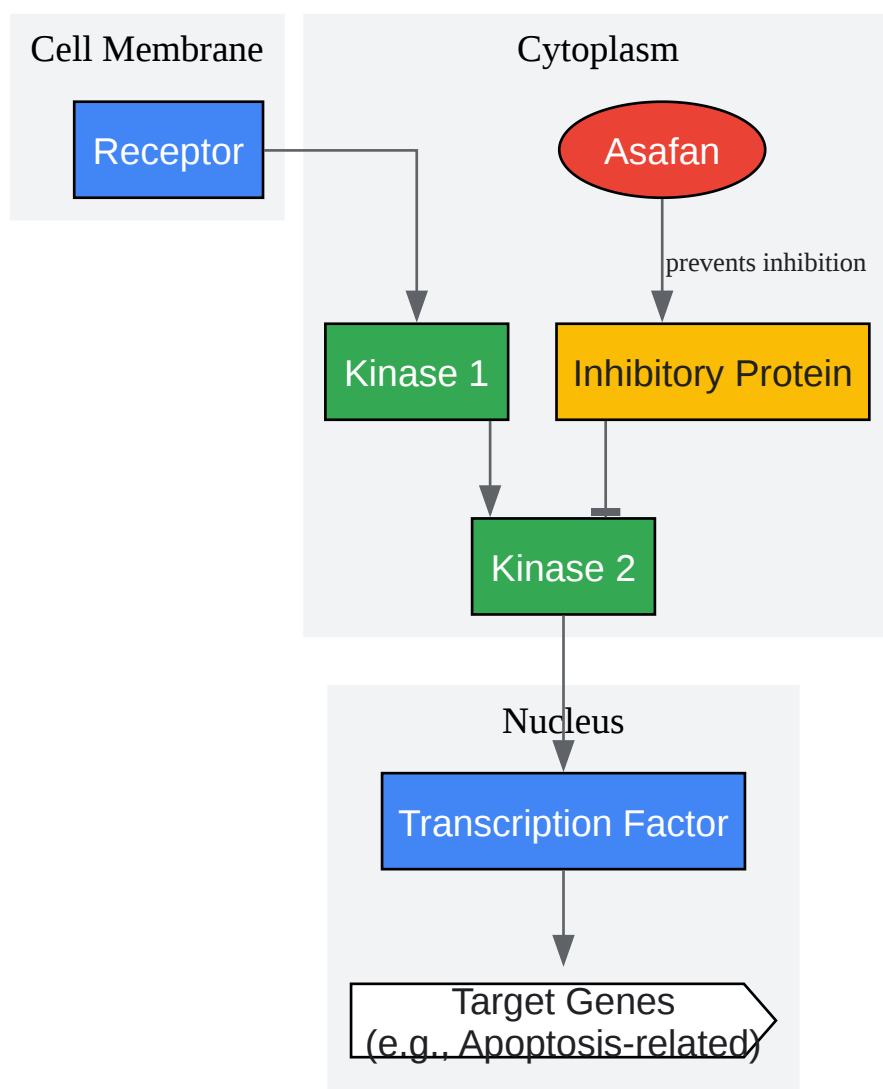 Cell Membrane
Cytoplasm
Receptor
Asafan
prevents inhibition
Kinase 1
Inhibitory Protein
Kinase 2
Nucleus
Transcription Factor
Target Genes
(e.g., Apoptosis-related)